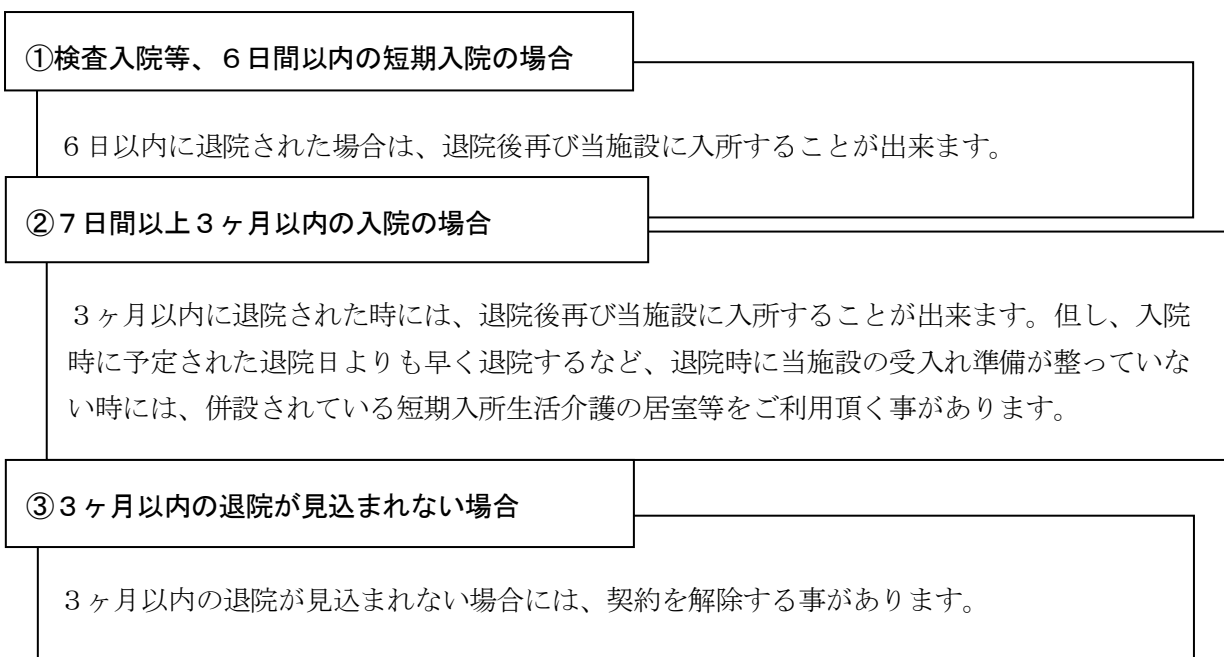 ①検査入院等、６日間以内の短期入院の場合
６日以内に退院された場合は、退院後再び当施設に入所することが出来ます。
②７日間以上３ヶ月以内の入院の場合
３ヶ月以内に退院された時には、退院後再び当施設に入所することが出来ます。但し、入院
時に予定された退院日よりも早く退院するなど、退院時に当施設の受入れ準備が整っていな
い時には、併設されている短期入所生活介護の居室等をご利用頂く事があります。
③３ヶ月以内の退院が見込まれない場合
３ヶ月以内の退院が見込まれない場合には、契約を解除する事があります。